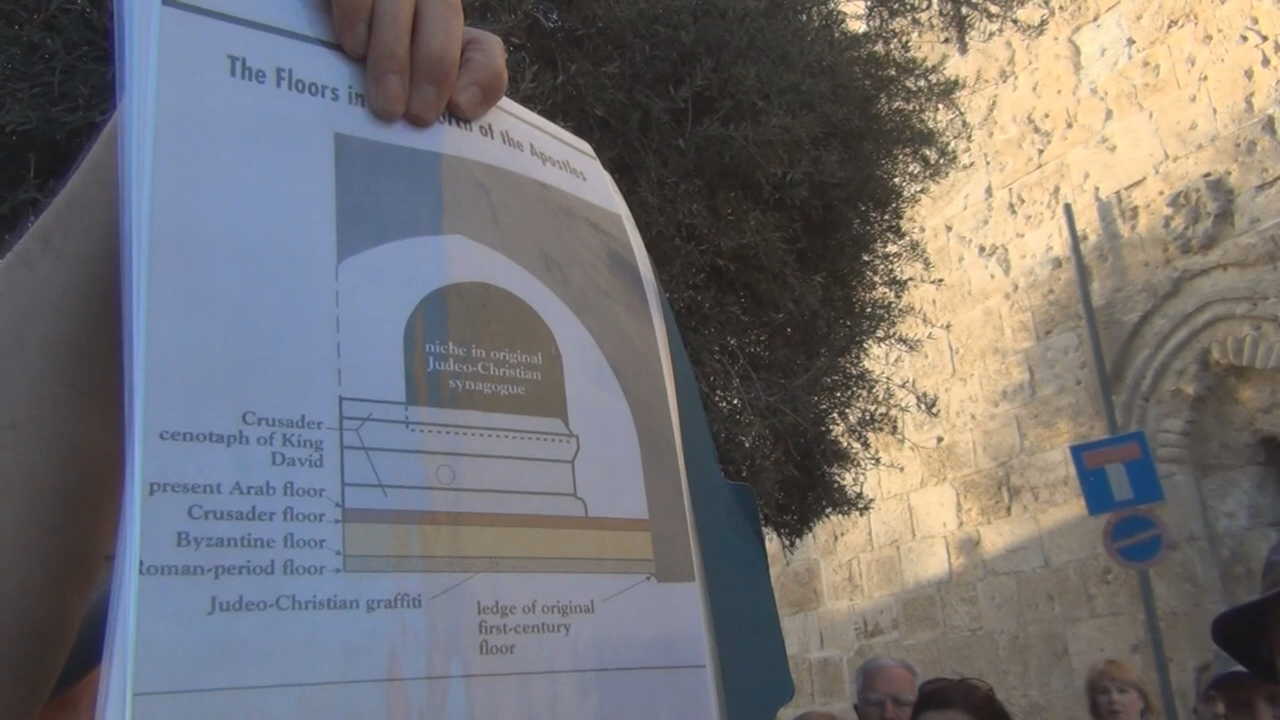 The Floors in
of the Apostles
niche in original
Judeo-Christian
synagogue
Crusader
cenotaph of King
David
present Arab floor
Crusader floor
Byzantine floor
Roman-period floor
Judeo-Christian graffiti
ledge of original
first-century
floor